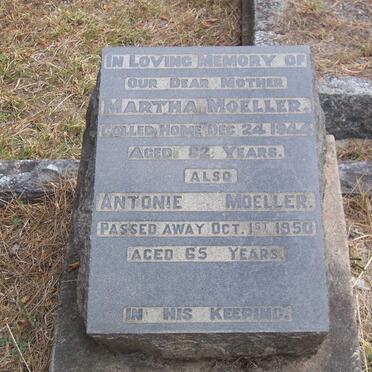 In Loving Memory of
Our Dear Mother
Martha Moeller.
Called Home Dec. 24. 1944.
Aged 82 Years.
Also
Antonie Moeller.
Passed away Oct. 1st 1950
Aged 65 Years.
In His Keeping.